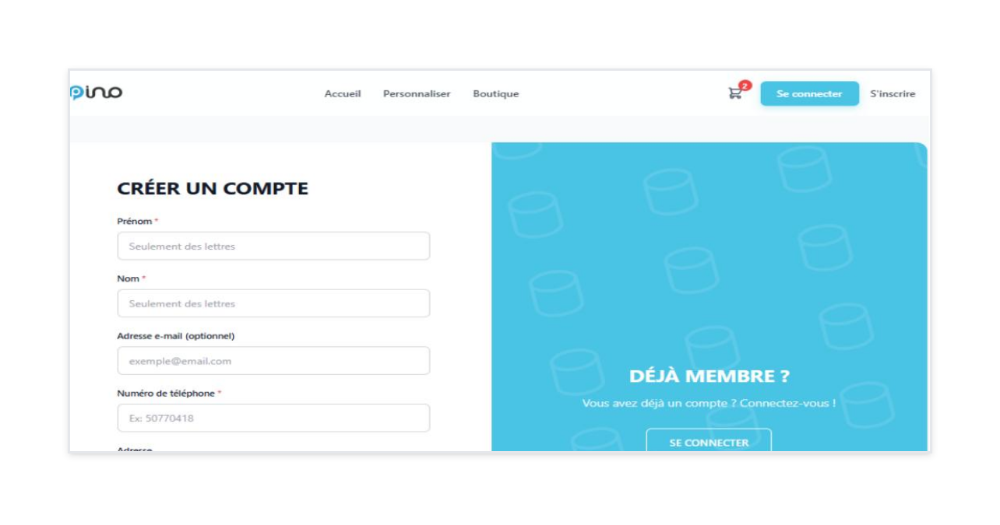 pino
Accueil Personnaliser Boutique
2
Se connecter S'inscrire
CRÉER UN COMPTE
Prénom *
Seulement des lettres
Nom *
Seulement des lettres
Adresse e-mail (optionnel)
exemple@email.com
Numéro de téléphone *
Ex: 50770418
Adresse
DÉJÀ MEMBRE ?
Vous avez déjà un compte ? Connectez-vous !
SE CONNECTER